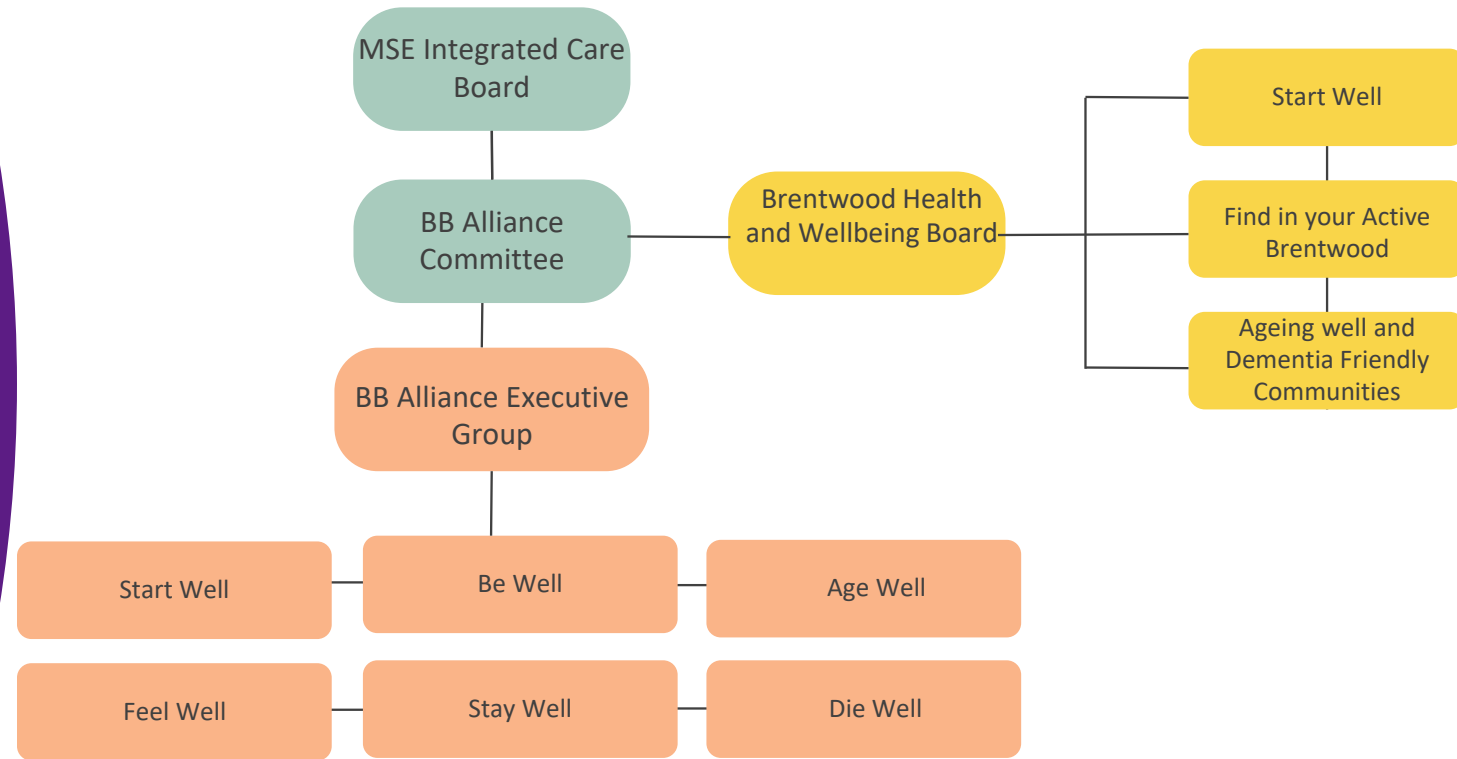 MSE Integrated Care
Board
BB Alliance
Committee
Brentwood Health
and Wellbeing Board
Start Well
Find in your Active
Brentwood
Ageing well and
Dementia Friendly
Communities
BB Alliance Executive
Group
Start Well
Be Well
Age Well
Feel Well
Stay Well
Die Well